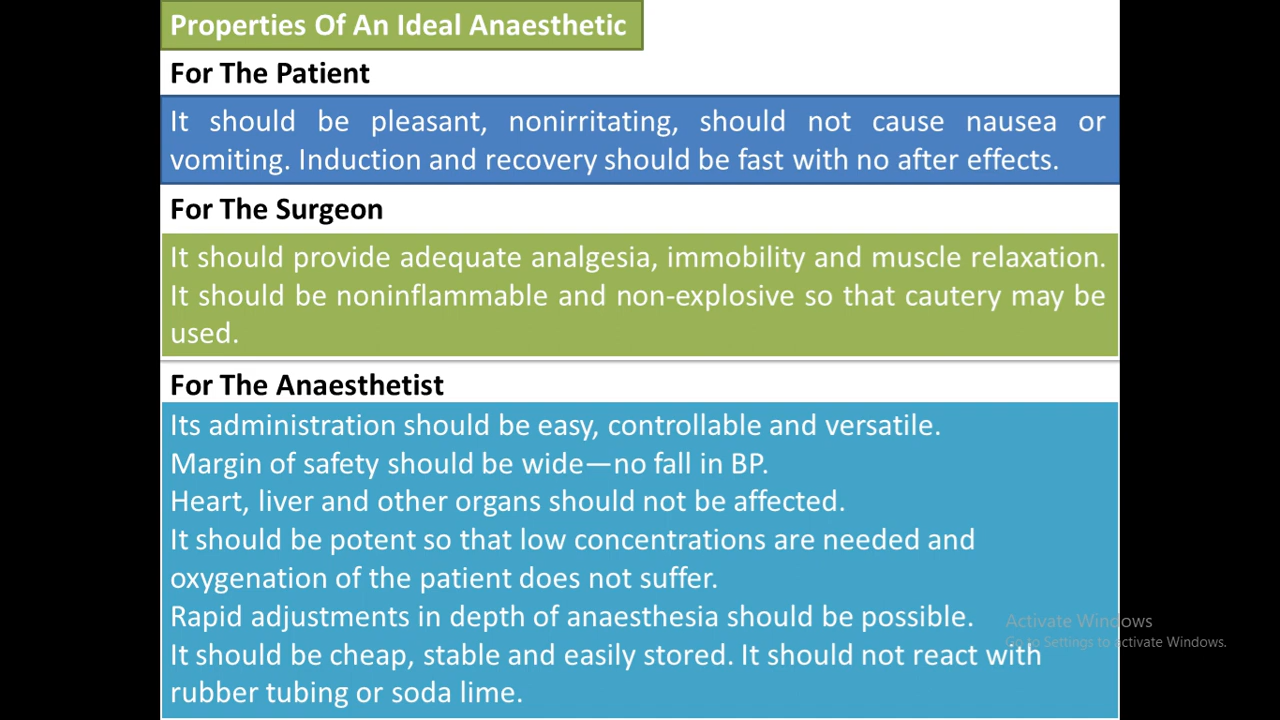 Properties Of An Ideal Anaesthetic
For The Patient
It should be pleasant, nonirritating, should not cause nausea or
vomiting. Induction and recovery should be fast with no after effects.
For The Surgeon
It should provide adequate analgesia, immobility and muscle relaxation.
It should be noninflammable and non-explosive so that cautery may be
used.
For The Anaesthetist
Its administration should be easy, controllable and versatile.
Margin of safety should be wide—no fall in BP.
Heart, liver and other organs should not be affected.
It should be potent so that low concentrations are needed and
oxygenation of the patient does not suffer.
Rapid adjustments in depth of anaesthesia should be possible.
It should be cheap, stable and easily stored. It should not react with
rubber tubing or soda lime.
Activate Windows
Go to Settings to activate Windows.